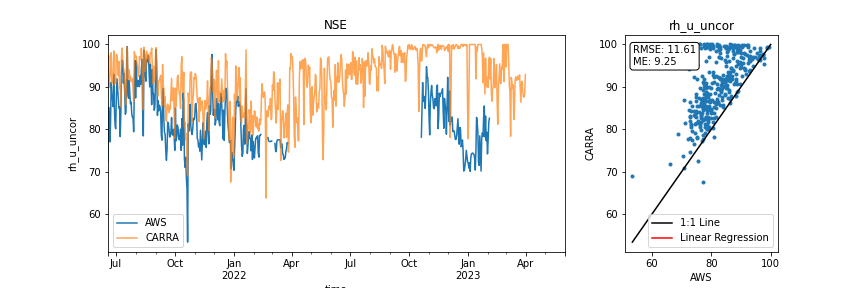 NSE
rh_u_uncor
100
90
80
70
60
rh_u_uncor
AWS
CARRA
Jul
Oct
Jan
2022
Apr
Jul
Oct
Jan
2023
Apr
time
RMSE: 11.61
ME: 9.25
100
90
80
70
60
CARRA
1:1 Line
Linear Regression
60
80
100
AWS